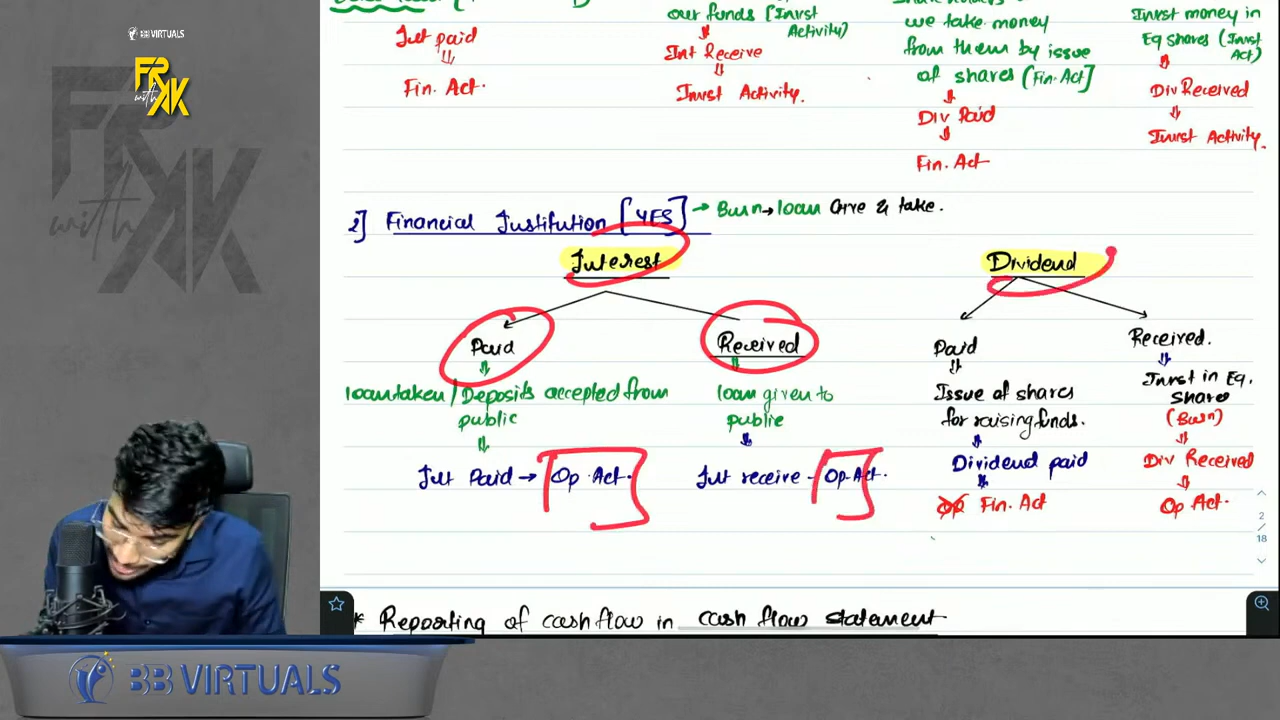 BB VIRTUALS
FR
with
AK
our funds [Invst
Activity)
we take money
from them by issue
of shares (Fin.Act]
Invst money in
Eq shares (Invst
Act)
Int paid
Fin. Act.
Int Receive
Invst Activity.
Div Paid
Fin. Act
Div Received
Invst Activity.
2] Financial Institution [YES] → Busn → loan Give & take.
Interest
Dividend
Paid
Received
Paid
Received.
loan taken / Deposits accepted from
public
loan given to
public
Issue of shares
for raising funds.
Invst in Eq.
Shares
(Busn)
Int Paid → Op. Act.
Int receive - Op. Act.
Dividend paid
Op Fin. Act
Div Received
Op Act.
2
/
18
* Reporting of cashflow in cash flow statement
BB VIRTUALS